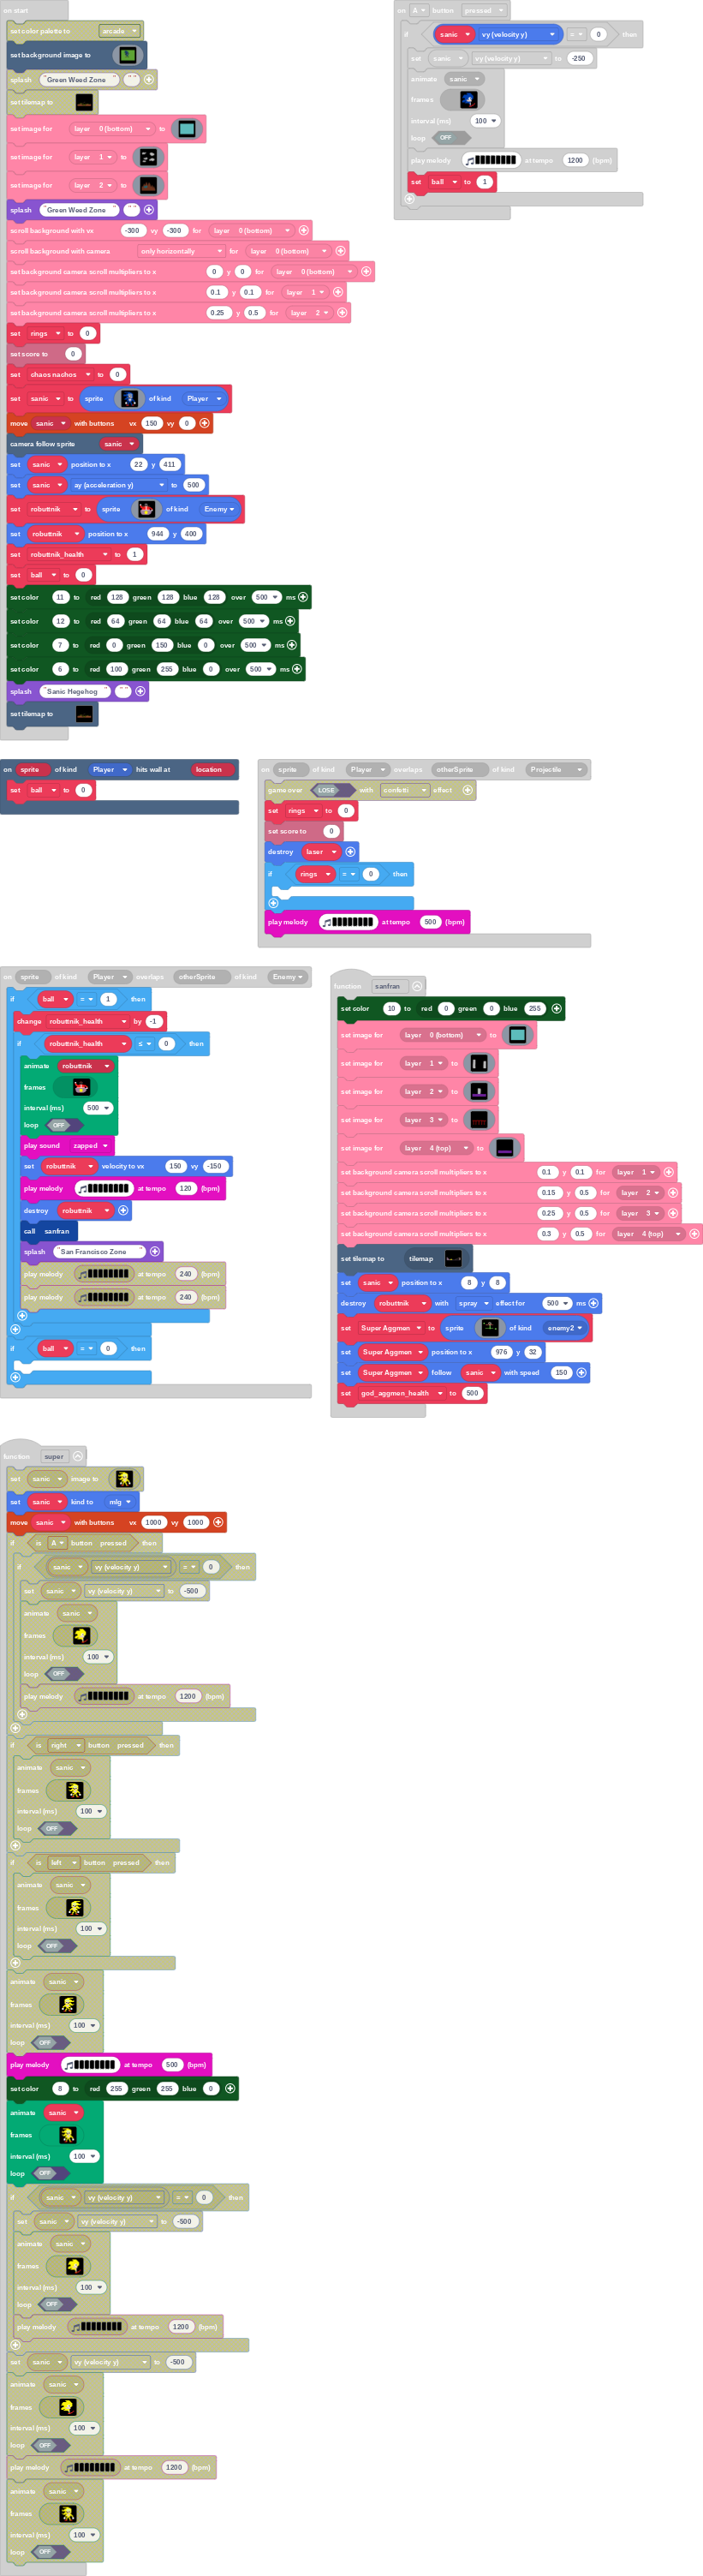 on start
set color palette to arcade
set background image to
splash "Green Weed Zone " " "
set tilemap to
set image for layer 0 (bottom) to
set image for layer 1 to
set image for layer 2 to
splash "Green Weed Zone " " "
scroll background with vx -300 vy -300 for layer 0 (bottom)
scroll background with camera only horizontally for layer 0 (bottom)
set background camera scroll multipliers to x 0 y 0 for layer 0 (bottom)
set background camera scroll multipliers to x 0.1 y 0.1 for layer 1
set background camera scroll multipliers to x 0.25 y 0.5 for layer 2
set rings to 0
set score to 0
set chaos nachos to 0
set sanic to sprite of kind Player
move sanic with buttons vx 150 vy 0
camera follow sprite sanic
set sanic position to x 22 y 411
set sanic ay (acceleration y) to 500
set robuttnik to sprite of kind Enemy
set robuttnik position to x 944 y 400
set robuttnik_health to 1
set ball to 0
set color 11 to red 128 green 128 blue 128 over 500 ms
set color 12 to red 64 green 64 blue 64 over 500 ms
set color 7 to red 0 green 150 blue 0 over 500 ms
set color 6 to red 100 green 255 blue 0 over 500 ms
splash "Sanic Hegehog " " "
set tilemap to
on A button pressed
if sanic vy (velocity y) = 0 then
set sanic vy (velocity y) to -250
animate sanic
frames
interval (ms) 100
loop OFF
play melody at tempo 1200 (bpm)
set ball to 1
on sprite of kind Player hits wall at location
set ball to 0
on sprite of kind Player overlaps otherSprite of kind Projectile
game over LOSE with confetti effect
set rings to 0
set score to 0
destroy laser
if rings = 0 then
play melody at tempo 500 (bpm)
on sprite of kind Player overlaps otherSprite of kind Enemy
if ball = 1 then
change robuttnik_health by -1
if robuttnik_health ≤ 0 then
animate robuttnik
frames
interval (ms) 500
loop OFF
play sound zapped
set robuttnik velocity to vx 150 vy -150
play melody at tempo 120 (bpm)
destroy robuttnik
call sanfran
splash "San Francisco Zone "
play melody at tempo 240 (bpm)
play melody at tempo 240 (bpm)
if ball = 0 then
function sanfran
set color 10 to red 0 green 0 blue 255
set image for layer 0 (bottom) to
set image for layer 1 to
set image for layer 2 to
set image for layer 3 to
set image for layer 4 (top) to
set background camera scroll multipliers to x 0.1 y 0.1 for layer 1
set background camera scroll multipliers to x 0.15 y 0.5 for layer 2
set background camera scroll multipliers to x 0.25 y 0.5 for layer 3
set background camera scroll multipliers to x 0.3 y 0.5 for layer 4 (top)
set tilemap to tilemap
set sanic position to x 8 y 8
destroy robuttnik with spray effect for 500 ms
set Super Aggmen to sprite of kind enemy2
set Super Aggmen position to x 976 y 32
set Super Aggmen follow sanic with speed 150
set god_aggmen_health to 500
function super
set sanic image to
set sanic kind to mlg
move sanic with buttons vx 1000 vy 1000
if is A button pressed then
if sanic vy (velocity y) = 0 then
set sanic vy (velocity y) to -500
animate sanic
frames
interval (ms) 100
loop OFF
play melody at tempo 1200 (bpm)
if is right button pressed then
animate sanic
frames
interval (ms) 100
loop OFF
if is left button pressed then
animate sanic
frames
interval (ms) 100
loop OFF
animate sanic
frames
interval (ms) 100
loop OFF
play melody at tempo 500 (bpm)
set color 8 to red 255 green 255 blue 0
animate sanic
frames
interval (ms) 100
loop OFF
if sanic vy (velocity y) = 0 then
set sanic vy (velocity y) to -500
animate sanic
frames
interval (ms) 100
loop OFF
play melody at tempo 1200 (bpm)
set sanic vy (velocity y) to -500
animate sanic
frames
interval (ms) 100
loop OFF
play melody at tempo 1200 (bpm)
animate sanic
frames
interval (ms) 100
loop OFF